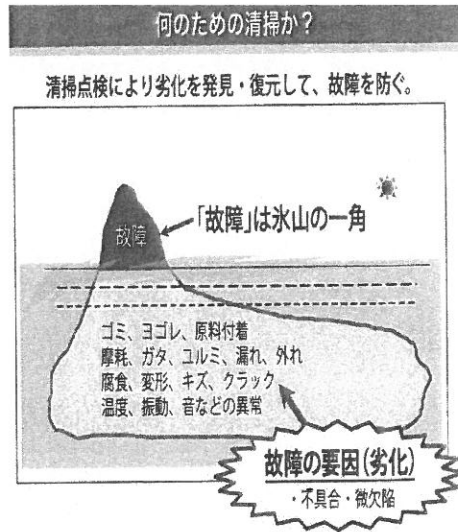 何のための清掃か？
清掃点検により劣化を発見・復元して、故障を防ぐ。
故障
「故障」は氷山の一角
ゴミ、ヨゴレ、原料付着
摩耗、ガタ、ユルミ、漏れ、外れ
腐食、変形、キズ、クラック
温度、振動、音などの異常
故障の要因(劣化)
・不具合・微欠陥